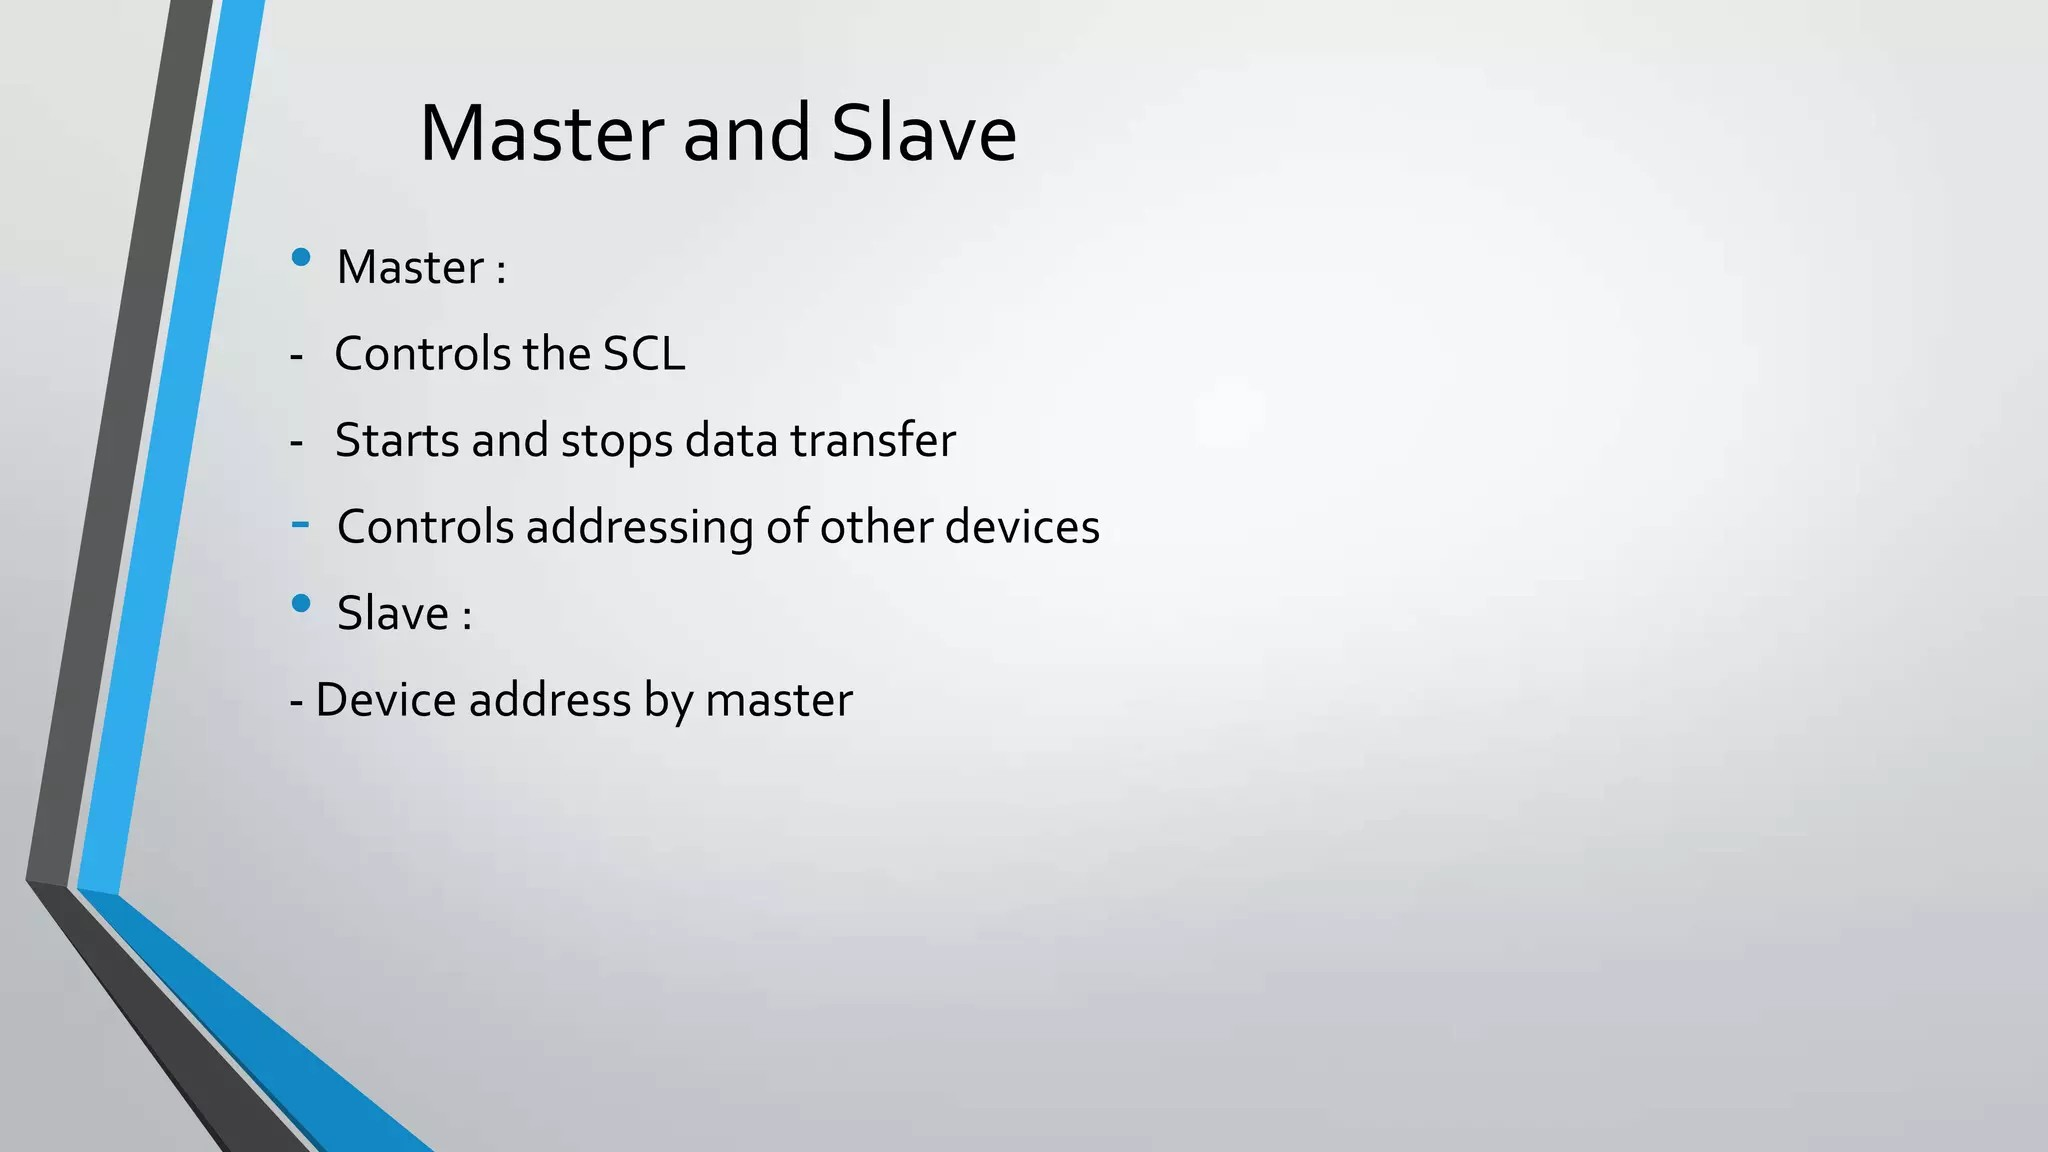 Master and Slave
• Master :
- Controls the SCL
- Starts and stops data transfer
- Controls addressing of other devices
• Slave :
- Device address by master